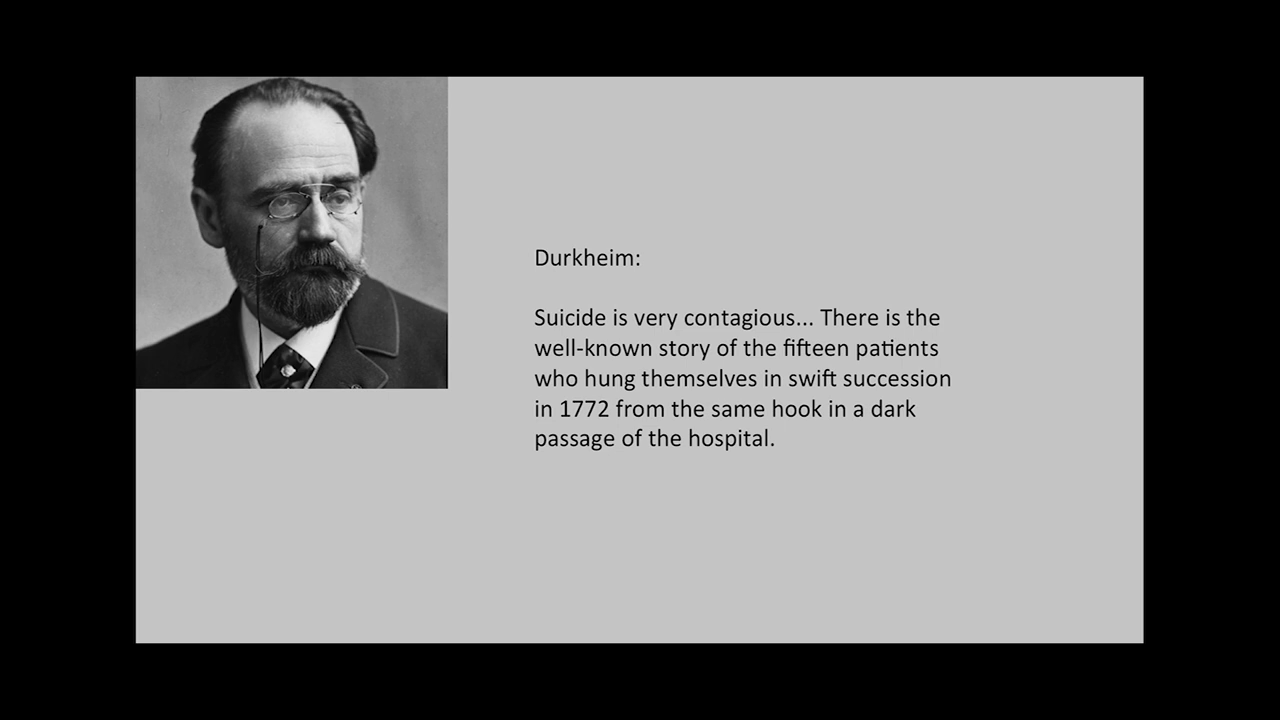 Durkheim:
Suicide is very contagious... There is the
well-known story of the fifteen patients
who hung themselves in swift succession
in 1772 from the same hook in a dark
passage of the hospital.